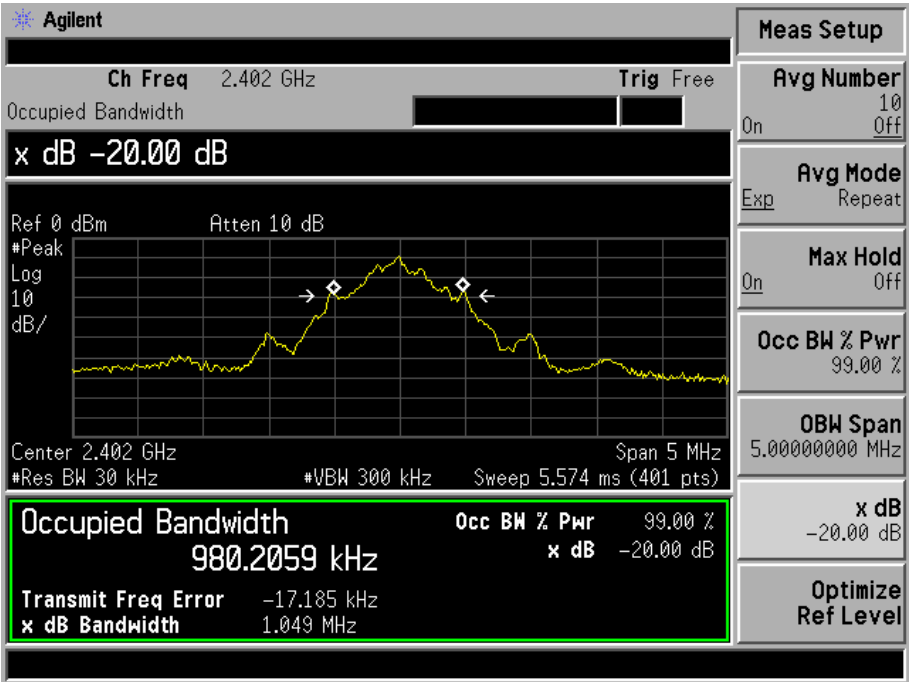 Agilent
Ch Freq 2.402 GHz Trig Free
Occupied Bandwidth
x dB -20.00 dB
Ref 0 dBm Atten 10 dB
#Peak
Log
10
dB/
Center 2.402 GHz Span 5 MHz
#Res BW 30 kHz #VBW 300 kHz Sweep 5.574 ms (401 pts)
Occupied Bandwidth Occ BW % Pwr 99.00 %
980.2059 kHz x dB -20.00 dB
Transmit Freq Error -17.185 kHz
x dB Bandwidth 1.049 MHz
Meas Setup
Avg Number
10
On Off
Avg Mode
Exp Repeat
Max Hold
On Off
Occ BW % Pwr
99.00 %
OBW Span
5.00000000 MHz
x dB
-20.00 dB
Optimize
Ref Level